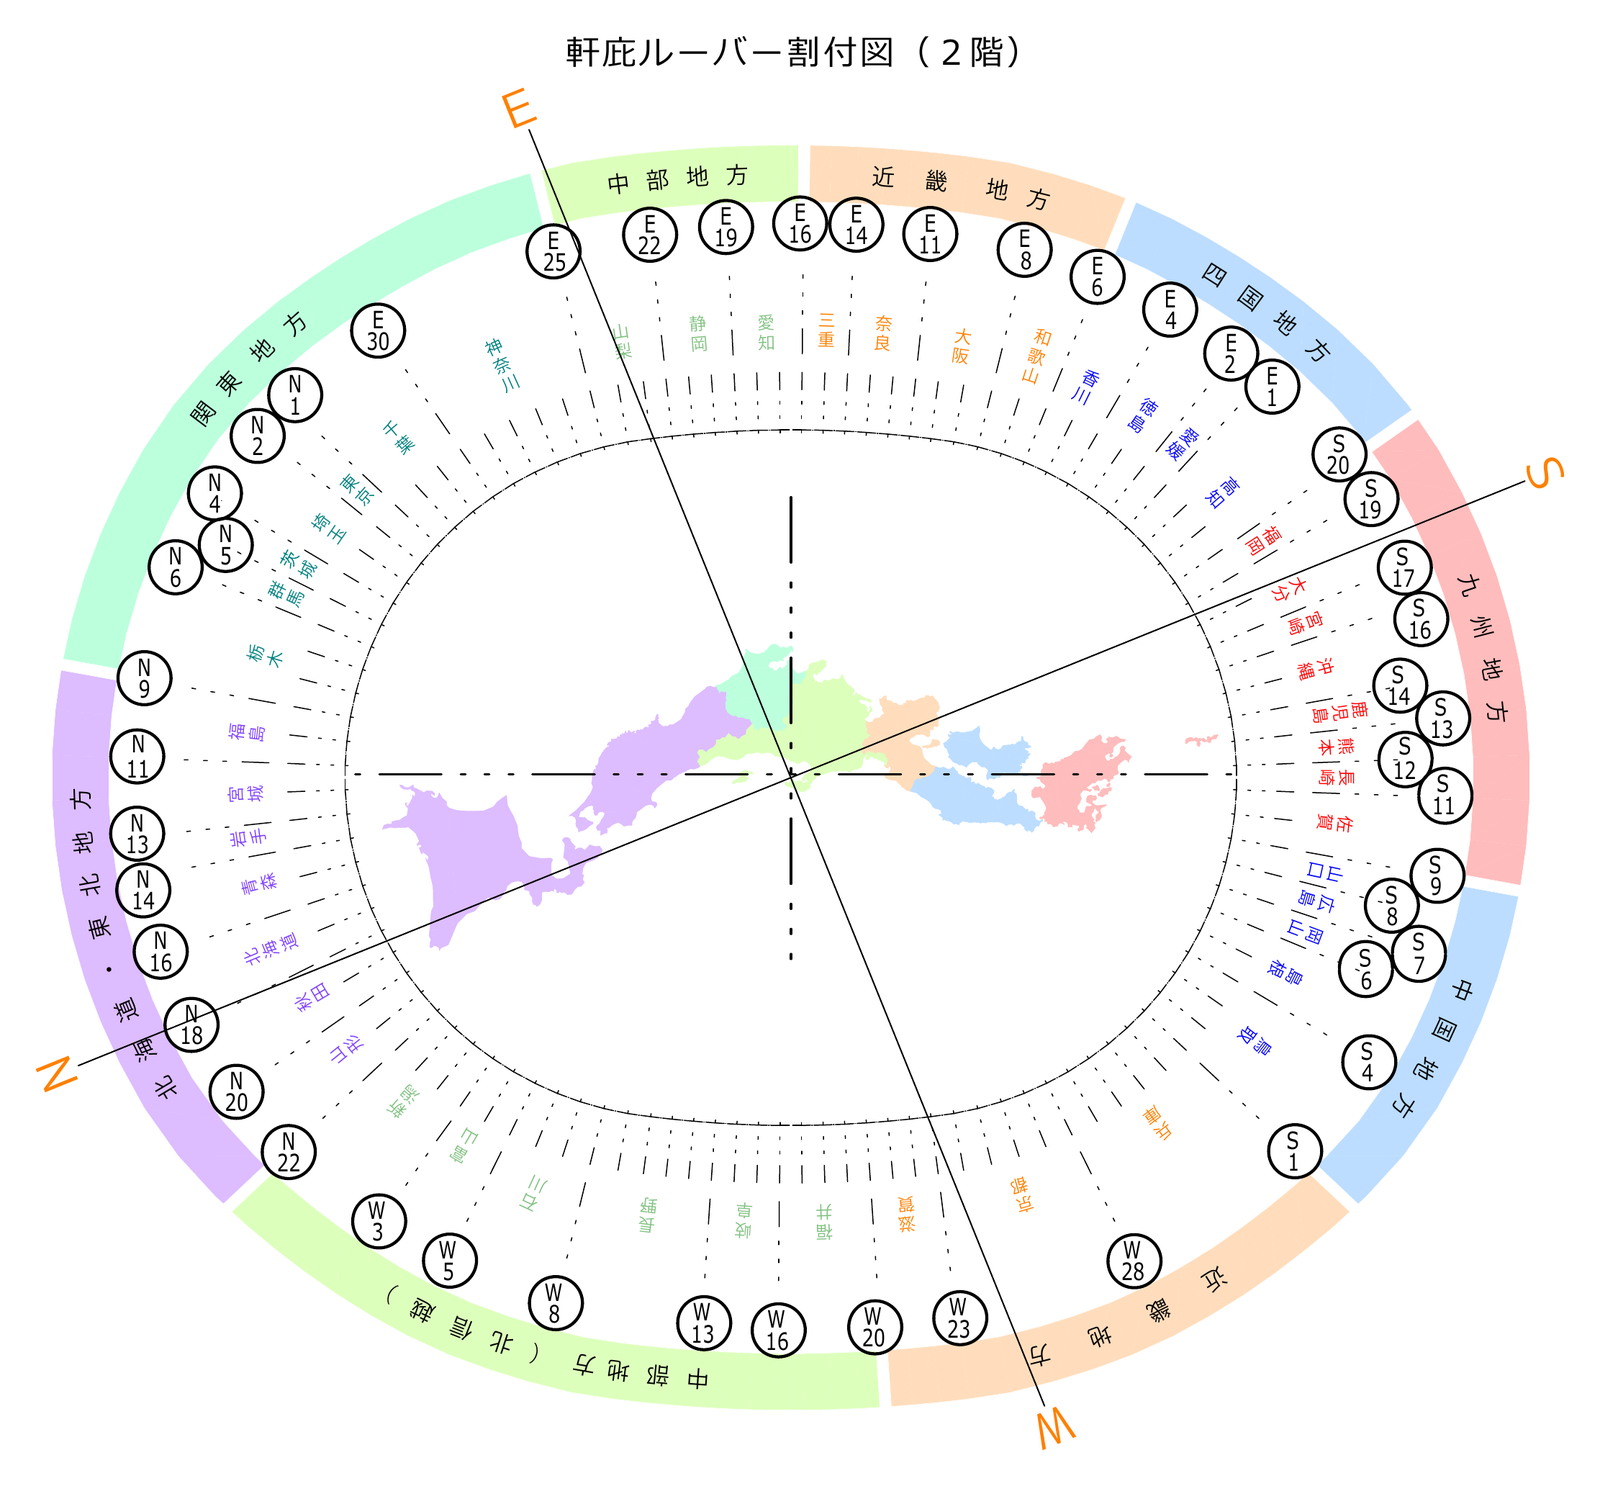 軒庇ルーバー割付図（２階）
E
S
W
N
中部地方
近畿地方
四国地方
九州地方
中国地方
近畿地方
中部地方（北信越）
北海道・東北地方
関東地方
E 25
E 22
E 19
E 16
E 14
E 11
E 8
E 6
E 4
E 2
E 1
S 20
S 19
S 17
S 16
S 14
S 13
S 12
S 11
S 9
S 8
S 7
S 6
S 4
S 1
W 28
W 23
W 20
W 16
W 13
W 8
W 5
W 3
N 22
N 20
N 18
N 16
N 14
N 13
N 11
N 9
N 6
N 5
N 4
N 2
N 1
E 30
静岡
愛知
三重
奈良
大阪
和歌山
香川
徳島
愛媛
高知
福岡
大分
宮崎
沖縄
鹿児島
熊本
長崎
佐賀
山口
広島
岡山
島根
鳥取
兵庫
京都
滋賀
福井
岐阜
長野
石川
富山
新潟
山形
秋田
北海道
青森
岩手
宮城
福島
栃木
群馬
茨城
埼玉
東京
千葉
神奈川